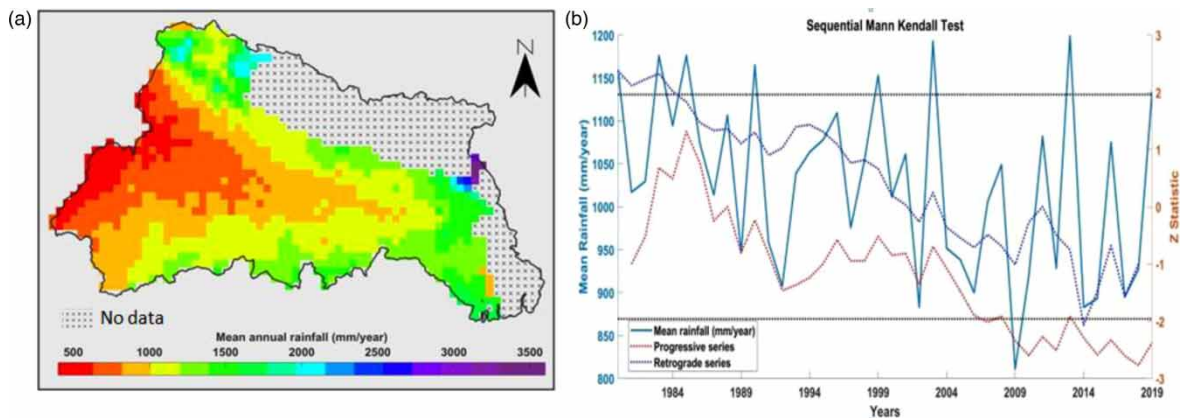 (a)
N
No data
Mean annual rainfall (mm/year)
500 1000 1500 2000 2500 3000 3500
(b)
Sequential Mann Kendall Test
1200
1150
1100
1050
1000
950
900
850
800
Mean Rainfall (mm/year)
3
2
1
0
-1
-2
-3
Z Statistic
Mean rainfall (mm/year)
Progressive series
Retrograde series
1984 1989 1994 1999 2004 2009 2014 2019
Years